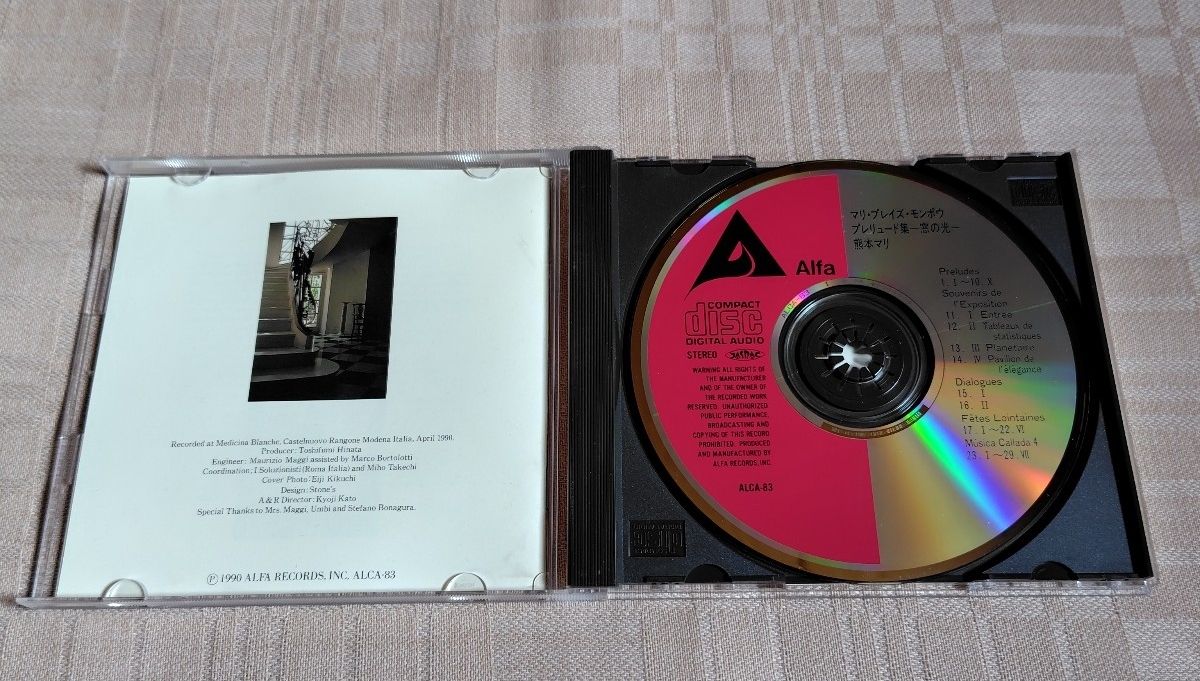 Recorded at Medicina Blanche, Castelnuovo Rangone Modena Italia, April 1990.
Producer: Toshifumi Hinata
Engineer: Maurizio Maggi assisted by Marco Bortolotti
Coordination; I Solutionisti (Roma Italia) and Miho Takechi
Cover Photo: Eiji Kikuchi
Design: Stone's
A & R Director: Kyoji Kato
Special Thanks to Mrs. Maggi, Umbi and Stefano Bonagura.
Ⓟ 1990 ALFA RECORDS, INC. ALCA-83
Alfa
COMPACT
disc
DIGITAL AUDIO
STEREO
WARNING ALL RIGHTS OF
THE MANUFACTURER
AND OF THE OWNER OF
THE RECORDED WORK
RESERVED. UNAUTHORIZED
PUBLIC PERFORMANCE,
BROADCASTING AND
COPYING OF THIS RECORD
PROHIBITED. PRODUCED
AND MANUFACTURED BY
ALFA RECORDS, INC.
ALCA-83
マリ・プレイズ・モンポウ
プレリュード集—窓の光—
熊本マリ
Preludes
1. I〜10. X
Souvenirs de
l'Exposition
11. I Entrée
12. II Tableaux de
statistiques
13. III Planetaire
14. IV Pavillon de
l'élégance
Dialogues
15. I
16. II
Fêtes Lointaines
17. I〜22. VI
Música Callada 4
23. I〜29. VII